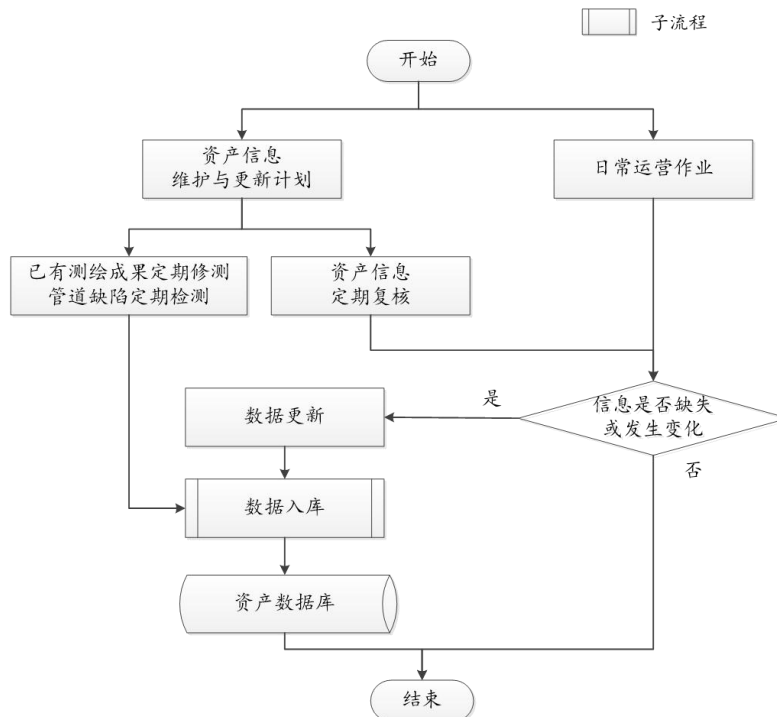 子流程
开始
资产信息
维护与更新计划
日常运营作业
已有测绘成果定期修测
管道缺陷定期检测
资产信息
定期复核
信息是否缺失
或发生变化
是
否
数据更新
数据入库
资产数据库
结束